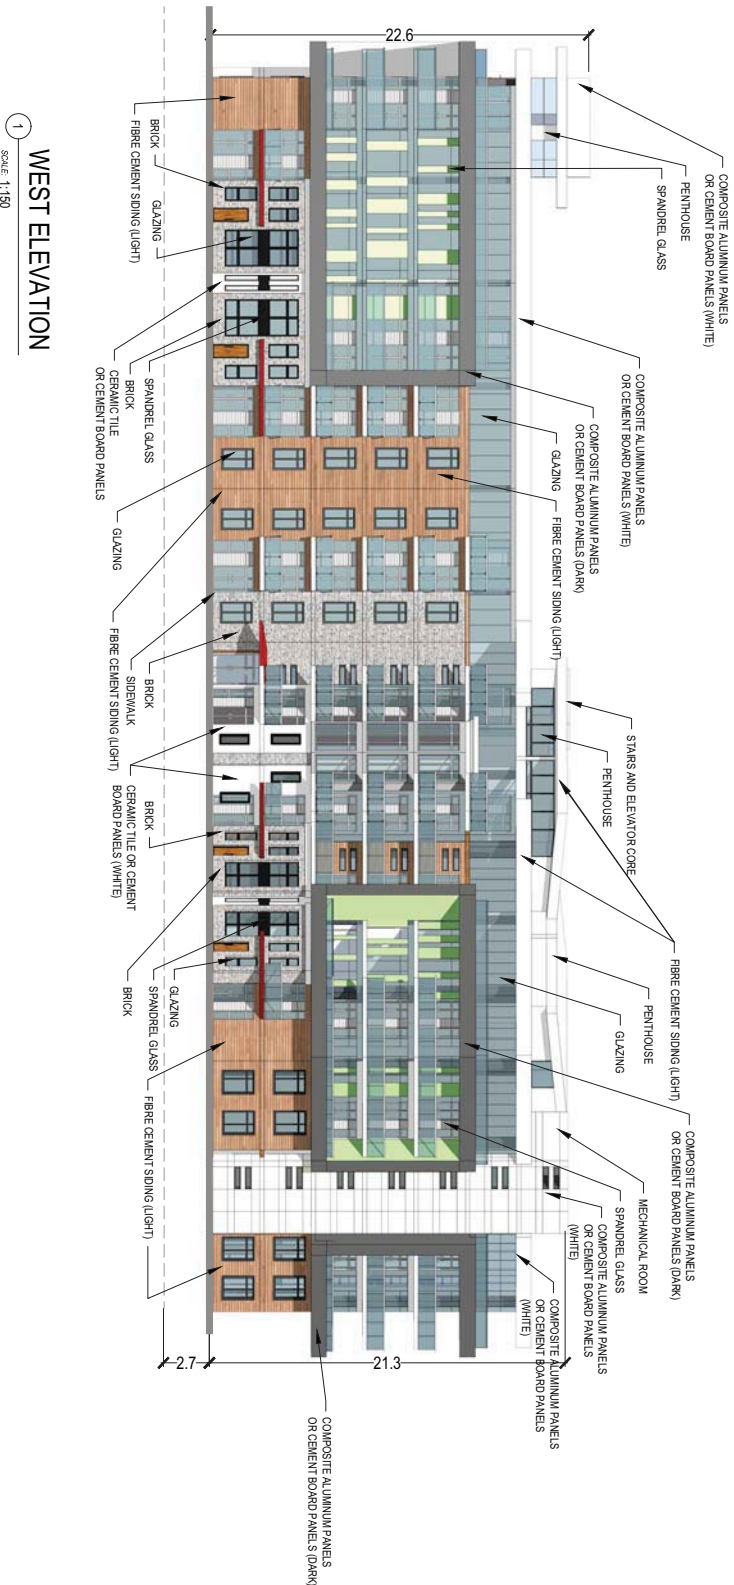 22.6
COMPOSITE ALUMINUM PANELS
OR CEMENT BOARD PANELS (WHITE)
PENTHOUSE
SPANDREL GLASS
COMPOSITE ALUMINUM PANELS
OR CEMENT BOARD PANELS (WHITE)
COMPOSITE ALUMINUM PANELS
OR CEMENT BOARD PANELS (DARK)
GLAZING
FIBRE CEMENT SIDING (LIGHT)
STAIRS AND ELEVATOR CORE
PENTHOUSE
FIBRE CEMENT SIDING (LIGHT)
PENTHOUSE
GLAZING
COMPOSITE ALUMINUM PANELS
OR CEMENT BOARD PANELS (DARK)
MECHANICAL ROOM
SPANDREL GLASS
COMPOSITE ALUMINUM PANELS
OR CEMENT BOARD PANELS
(WHITE)
COMPOSITE ALUMINUM PANELS
OR CEMENT BOARD PANELS
(WHITE)
21.3
2.7
COMPOSITE ALUMINUM PANELS
OR CEMENT BOARD PANELS (DARK)
BRICK
FIBRE CEMENT SIDING (LIGHT)
GLAZING
SPANDREL GLASS
BRICK
CERAMIC TILE
OR CEMENT BOARD PANELS
GLAZING
FIBRE CEMENT SIDING (LIGHT)
SIDEWALK
BRICK
BRICK
CERAMIC TILE OR CEMENT
BOARD PANELS (WHITE)
BRICK
GLAZING
SPANDREL GLASS
FIBRE CEMENT SIDING (LIGHT)
1
WEST ELEVATION
SCALE: 1:150